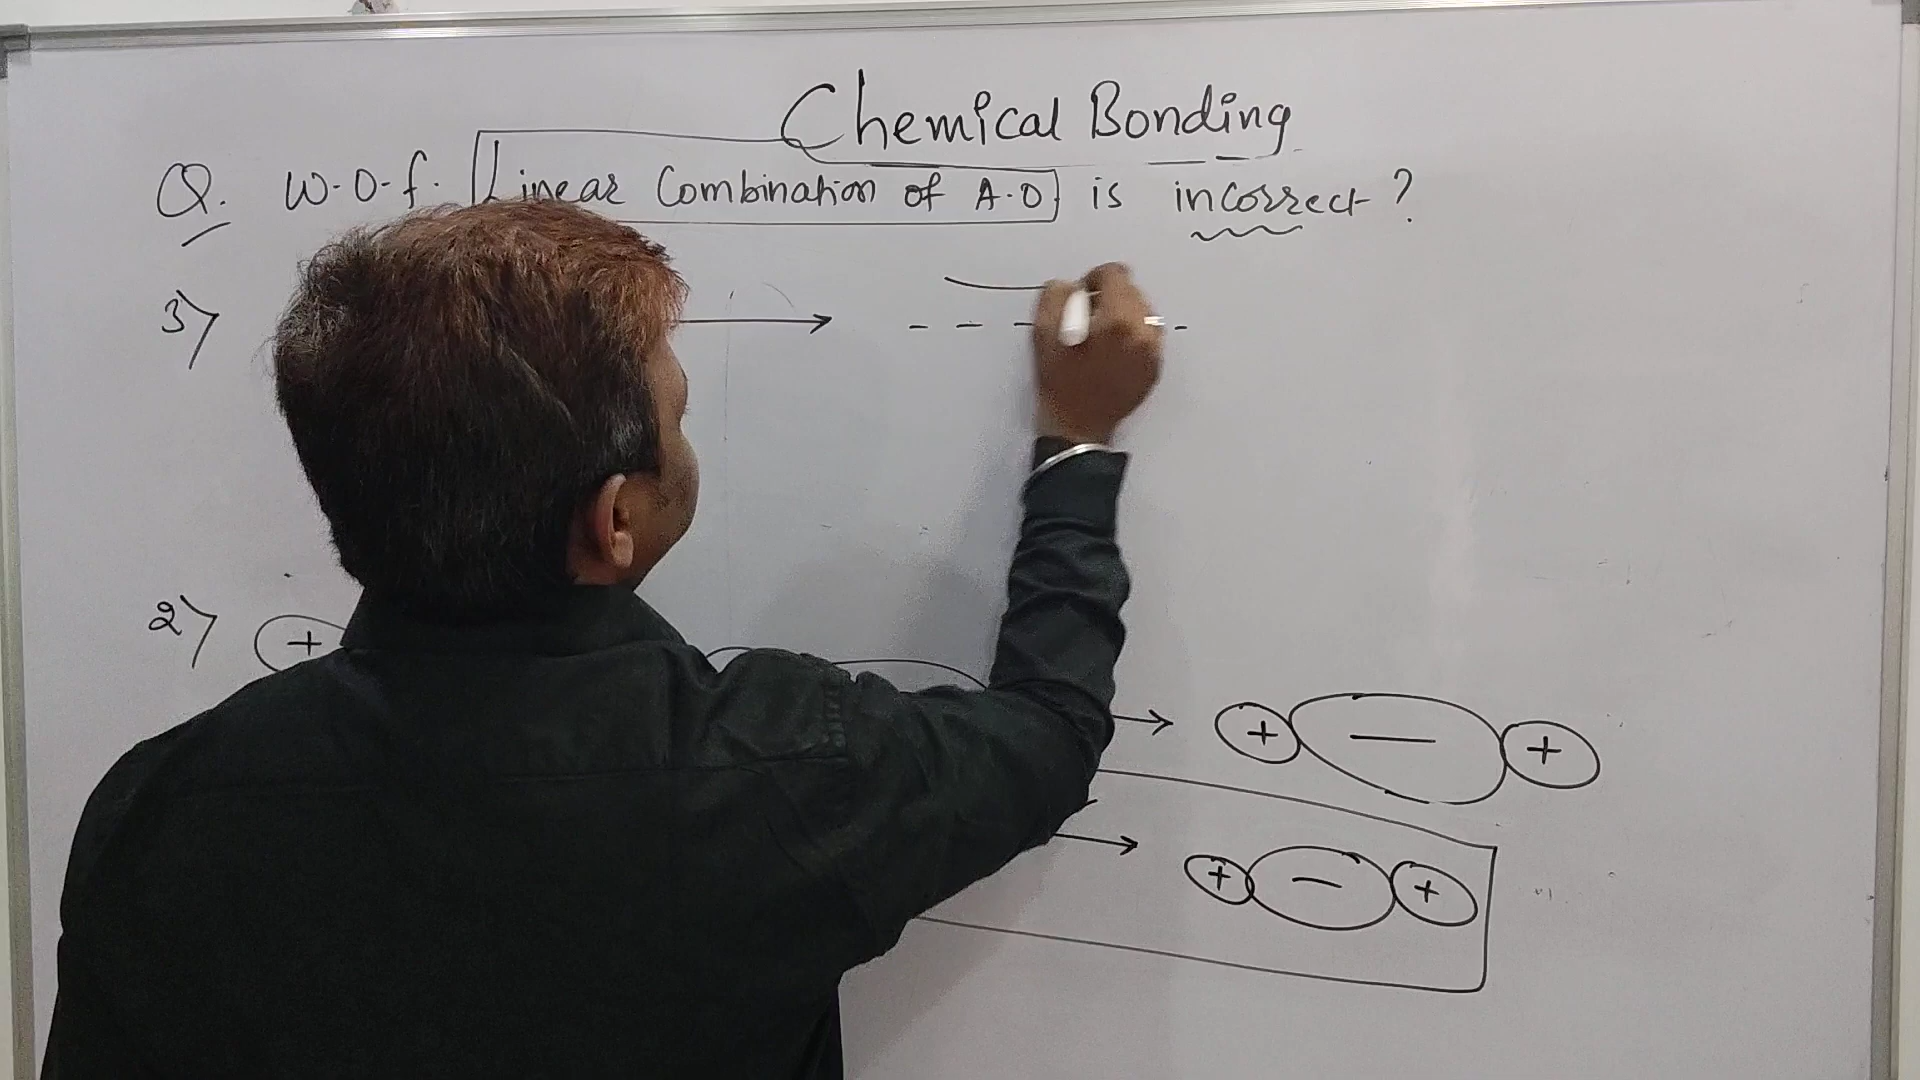 Chemical Bonding
Q. W.O.f. Linear Combination of A.O is incorrect?
3)
2) +
+ − +
+ − +